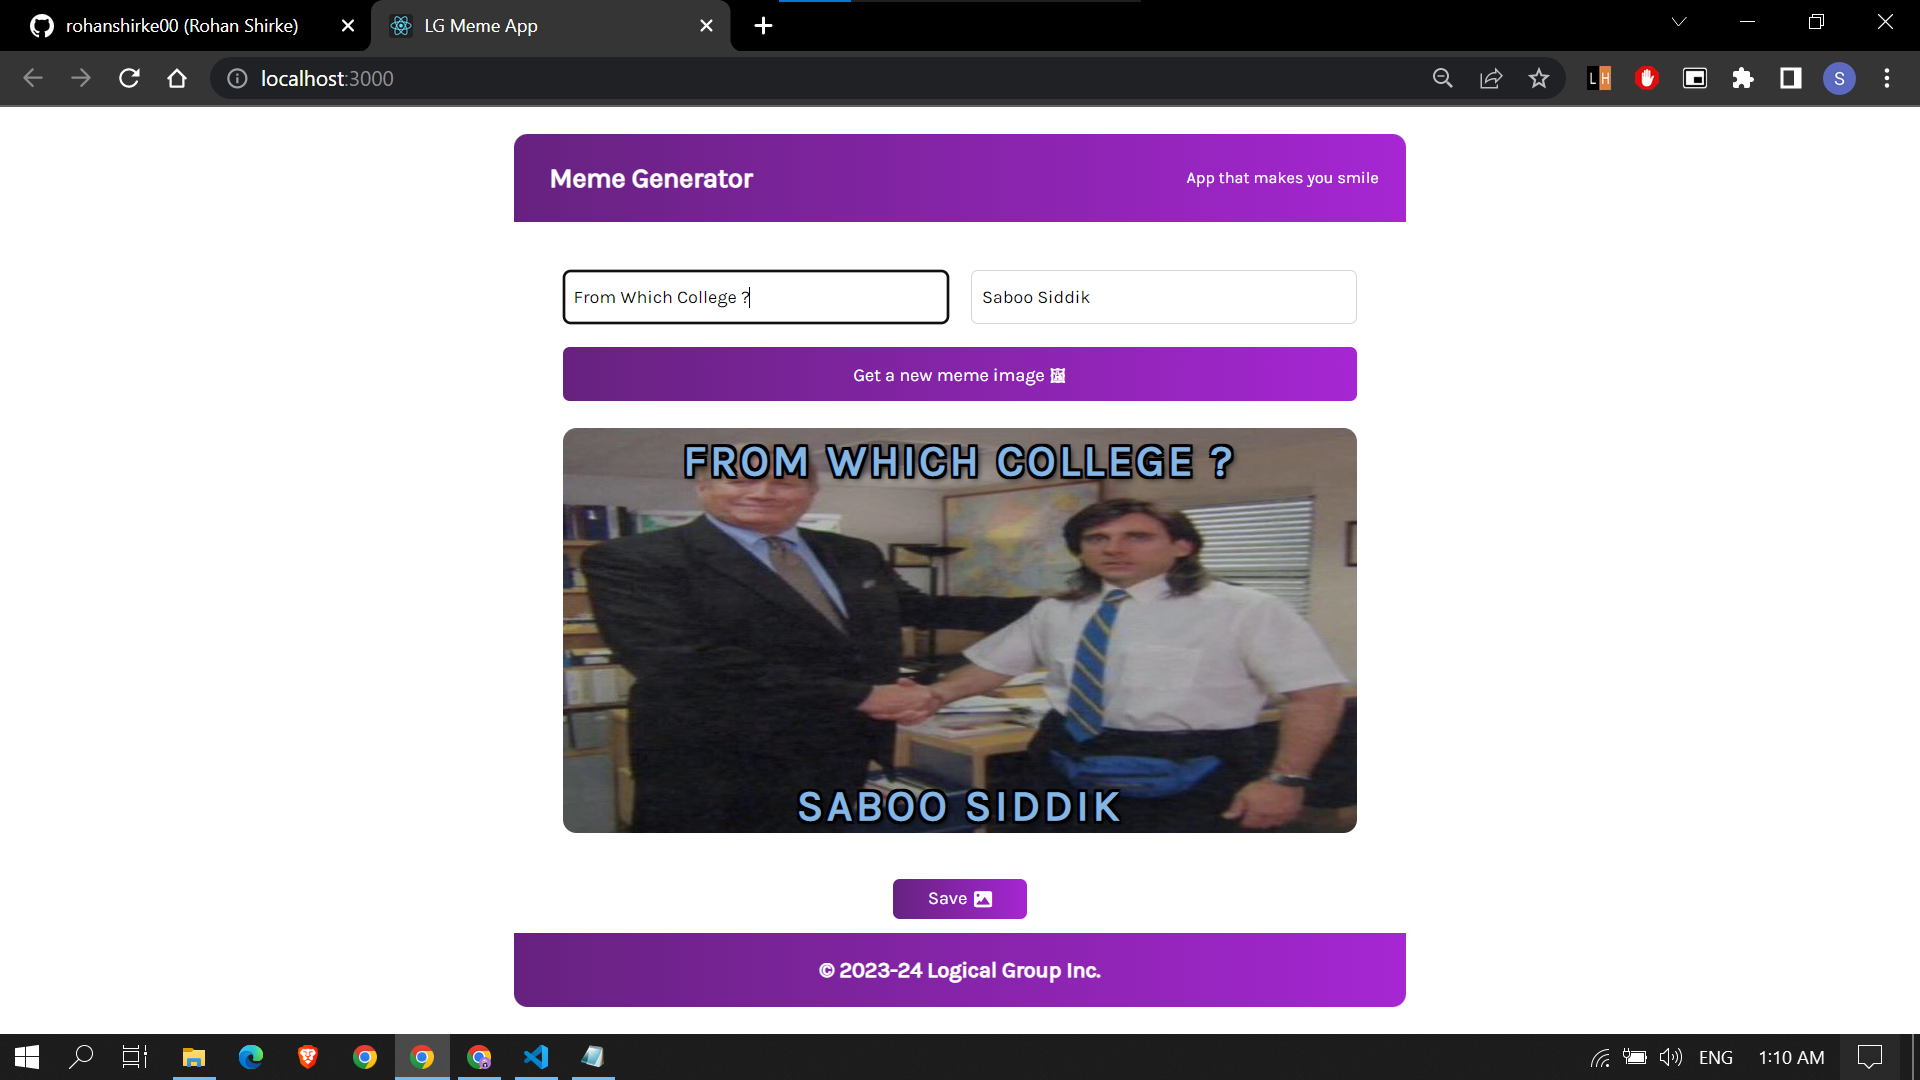 rohanshirke00 (Rohan Shirke)
LG Meme App
localhost:3000
L H
S
Meme Generator
App that makes you smile
From Which College ?
Saboo Siddik
Get a new meme image
FROM WHICH COLLEGE ?
SABOO SIDDIK
Save
© 2023-24 Logical Group Inc.
ENG
1:10 AM